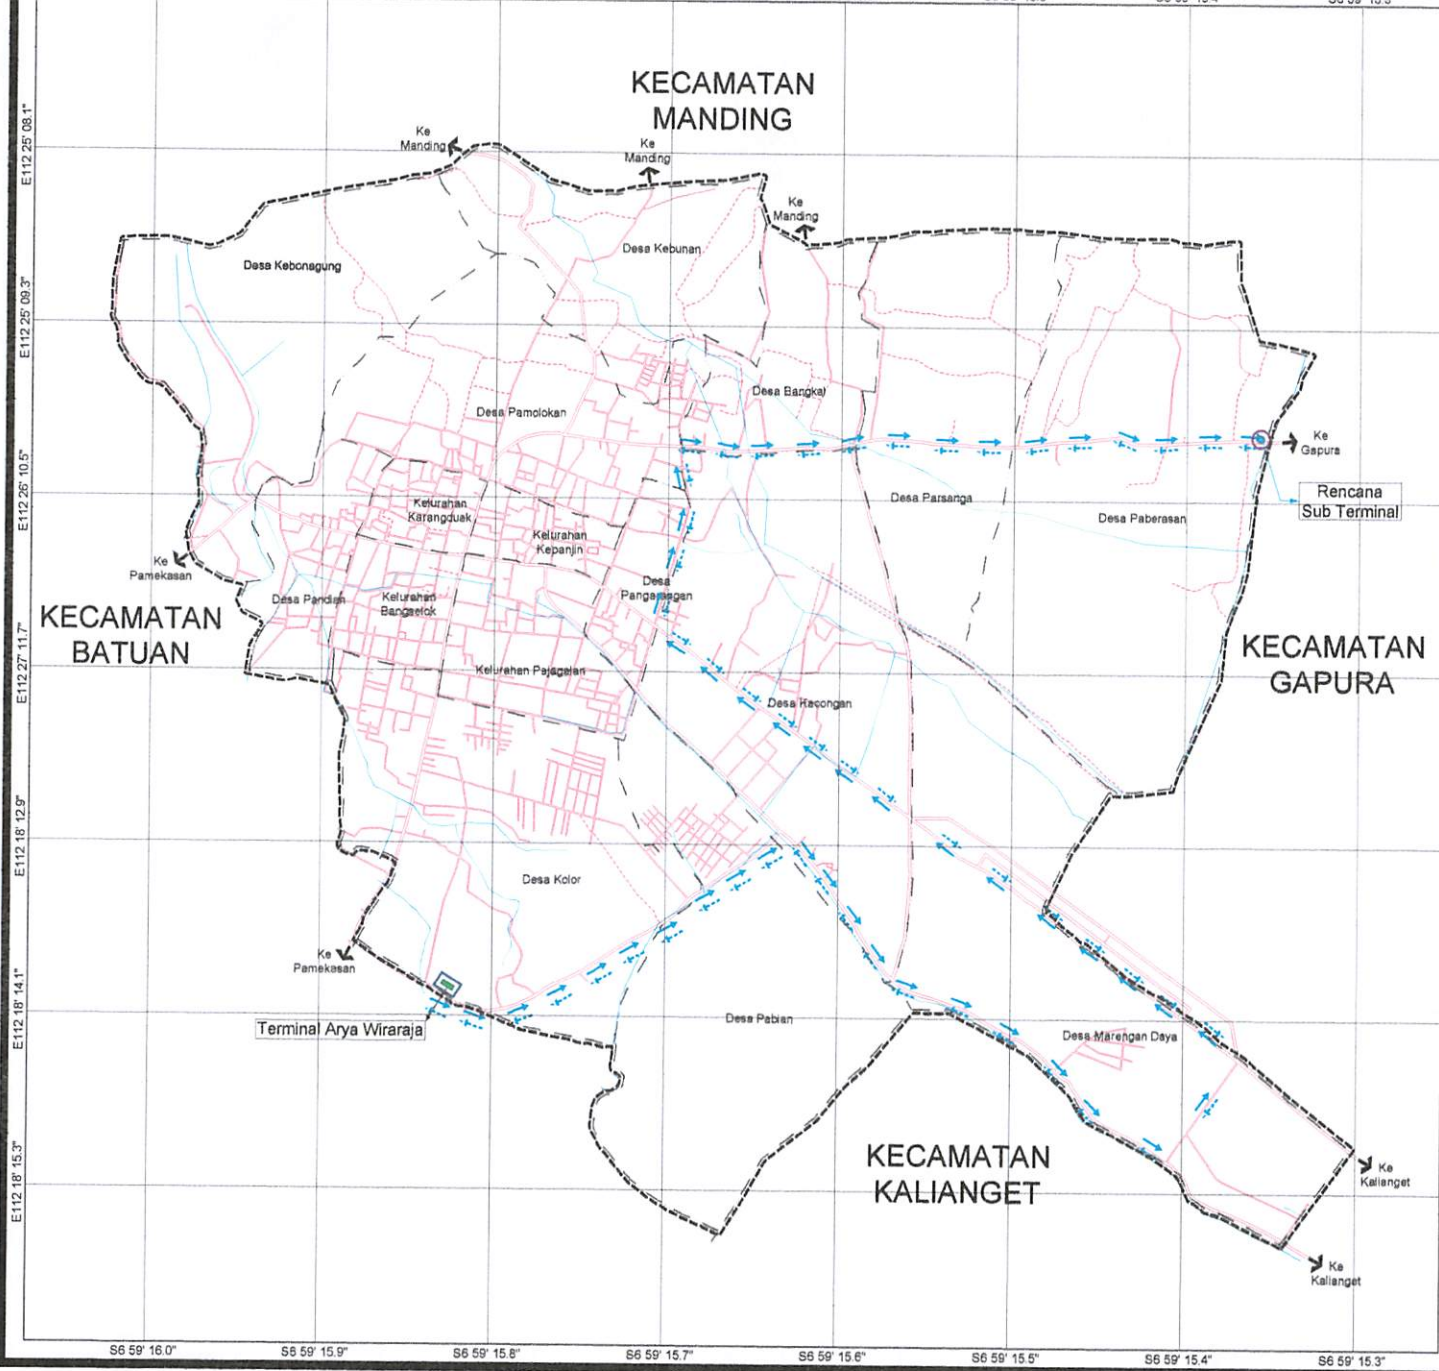 KECAMATAN
MANDING
Ke
Manding
Ke
Manding
Ke
Manding
E112 25' 08.1"
Desa Kebunan
Desa Kebonagung
E112 25' 09.3"
Desa Bangkal
Desa Pamolokan
Ke
Gapura
E112 26' 10.5"
Rencana
Sub Terminal
Desa Parsanga
Desa Paberasan
Kelurahan
Karangduak
Kelurahan
Kepanjin
Ke
Pamekasan
Desa
Pangarangan
Desa Pandian
Kelurahan
Bangselok
KECAMATAN
BATUAN
KECAMATAN
GAPURA
E112 27' 11.7"
Kelurahan Pajagalan
Desa Kacongan
E112 18' 12.9"
Desa Kolor
Ke
Pamekasan
E112 18' 14.1"
Terminal Arya Wiraraja
Desa Pabian
Desa Marengan Daya
KECAMATAN
KALIANGET
E112 18' 15.3"
Ke
Kalianget
Ke
Kalianget
S6 59' 16.0"
S6 59' 15.9"
S6 59' 15.8"
S6 59' 15.7"
S6 59' 15.6"
S6 59' 15.5"
S6 59' 15.4"
S6 59' 15.3"